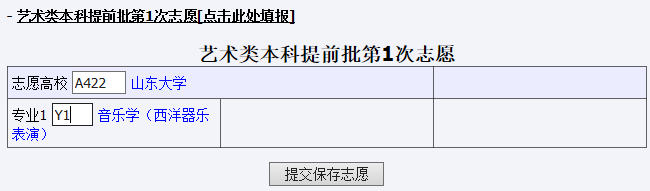 - 艺术类本科提前批第1次志愿[点击此处填报]
艺术类本科提前批第1次志愿
志愿高校 A422 山东大学
专业1 Y1 音乐学（西洋器乐
表演）
提交保存志愿